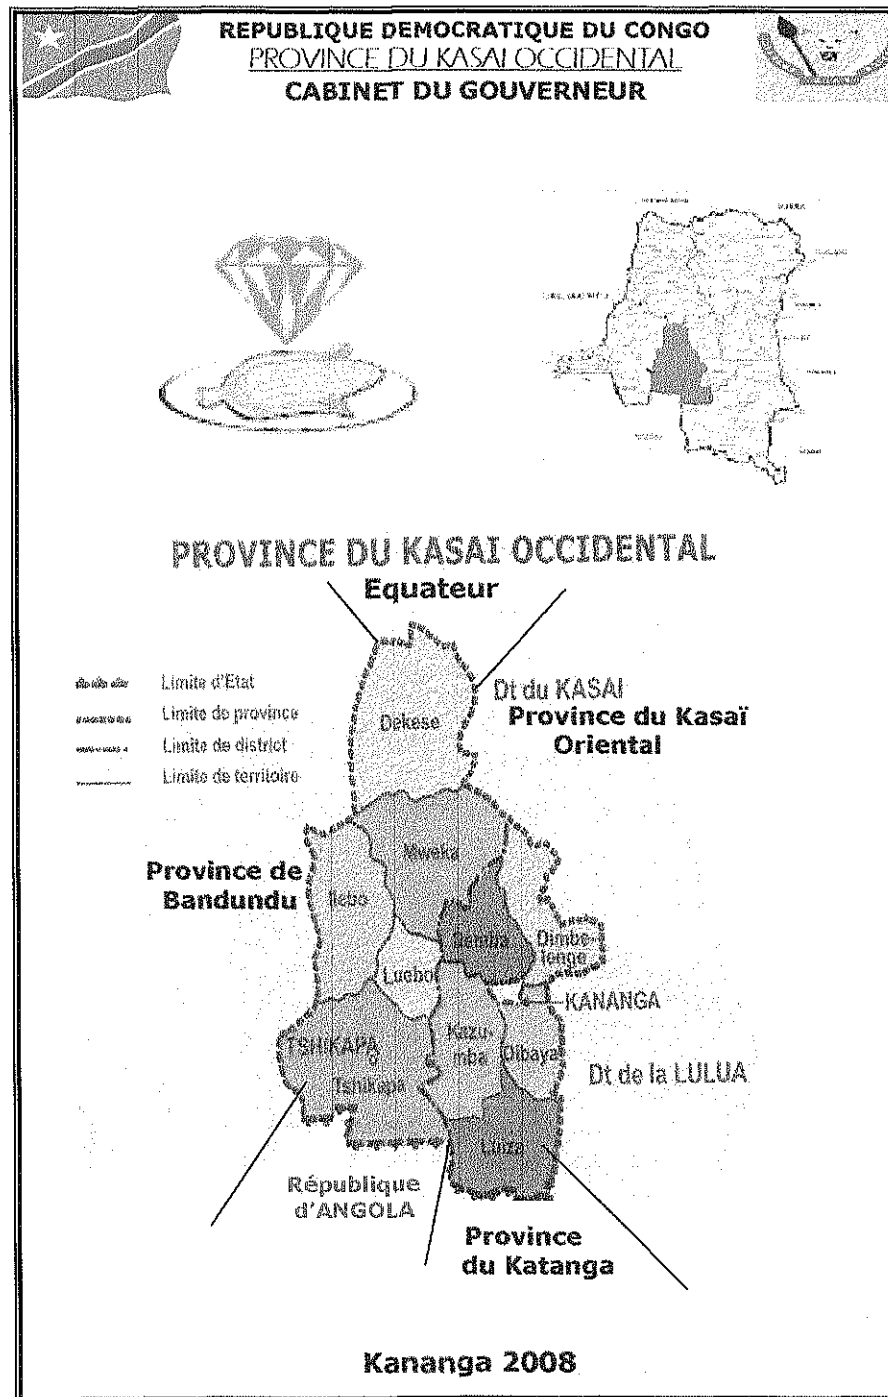 REPUBLIQUE DEMOCRATIQUE DU CONGO
PROVINCE DU KASAI OCCIDENTAL
CABINET DU GOUVERNEUR
PROVINCE DU KASAI OCCIDENTAL
Equateur
Limite d'Etat
Limite de province
Limite de district
Limite de territoire
Dt du KASAI
Province du Kasaï
Oriental
Dekese
Mweka
Province de
Bandundu
Ilebo
Demba
Dimbe-
lenge
Luebo
KANANGA
TSHIKAPA
Kazu-
mba
Dibaya
Tshikapa
Dt de la LULUA
Luiza
République
d'ANGOLA
Province
du Katanga
Kananga 2008